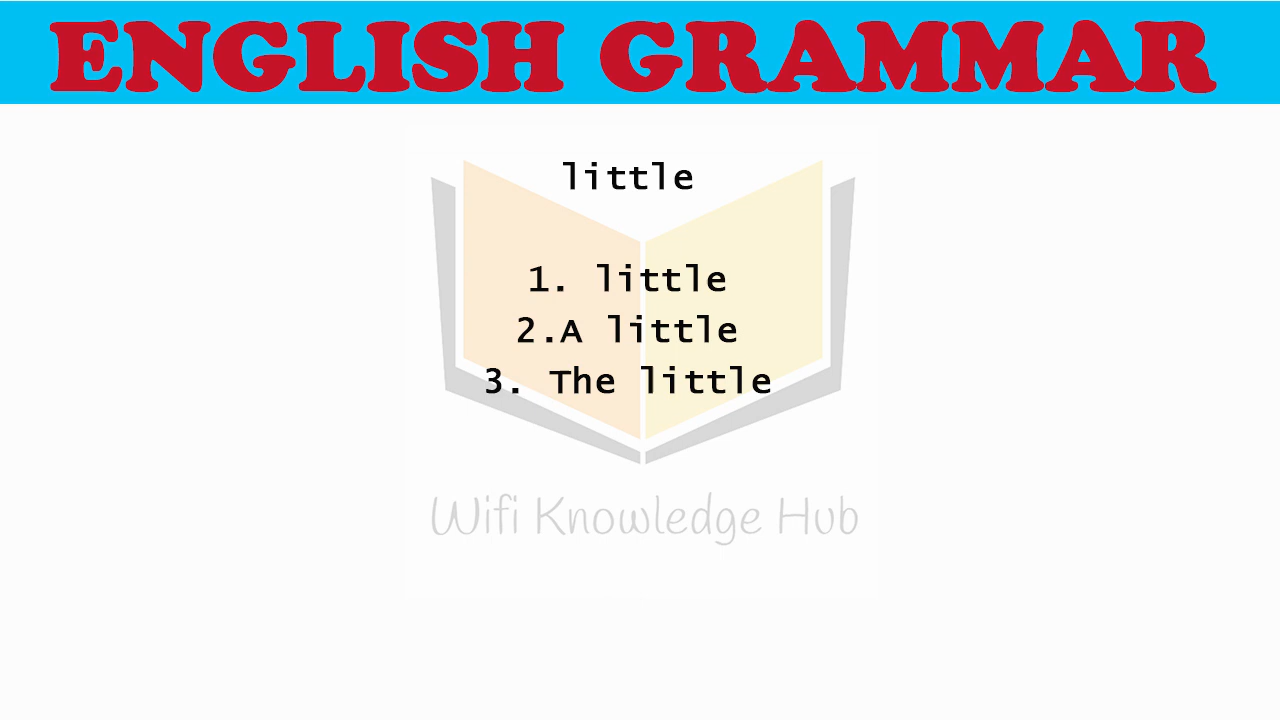 ENGLISH GRAMMAR
little
1. little
2.A little
3. The little
Wifi Knowledge Hub